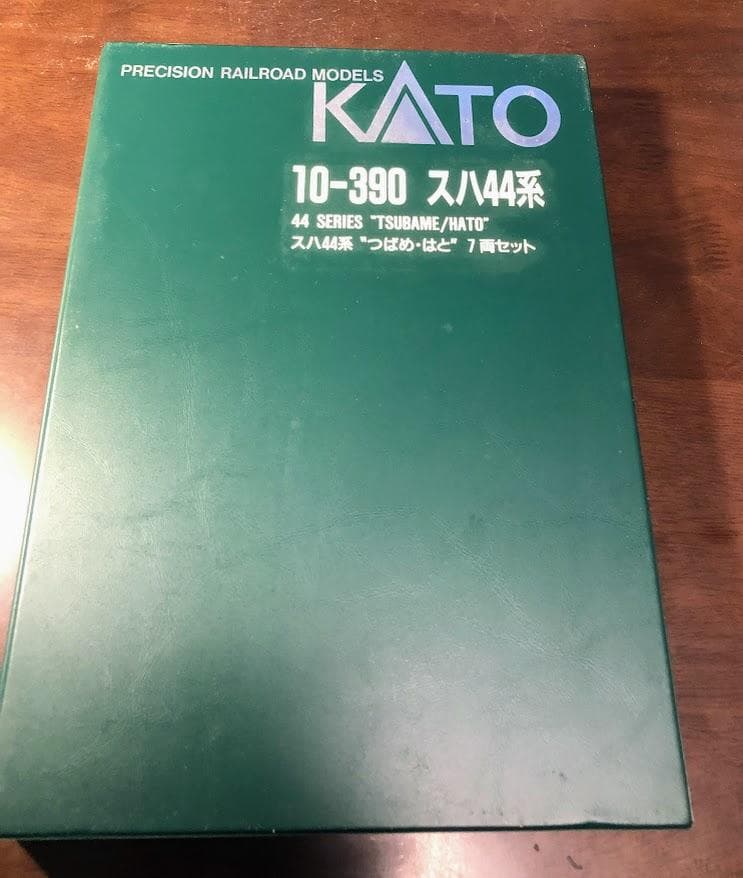 PRECISION RAILROAD MODELS
KATO
10-390 スハ44系
44 SERIES "TSUBAME/HATO"
スハ44系 "つばめ・はと" 7両セット